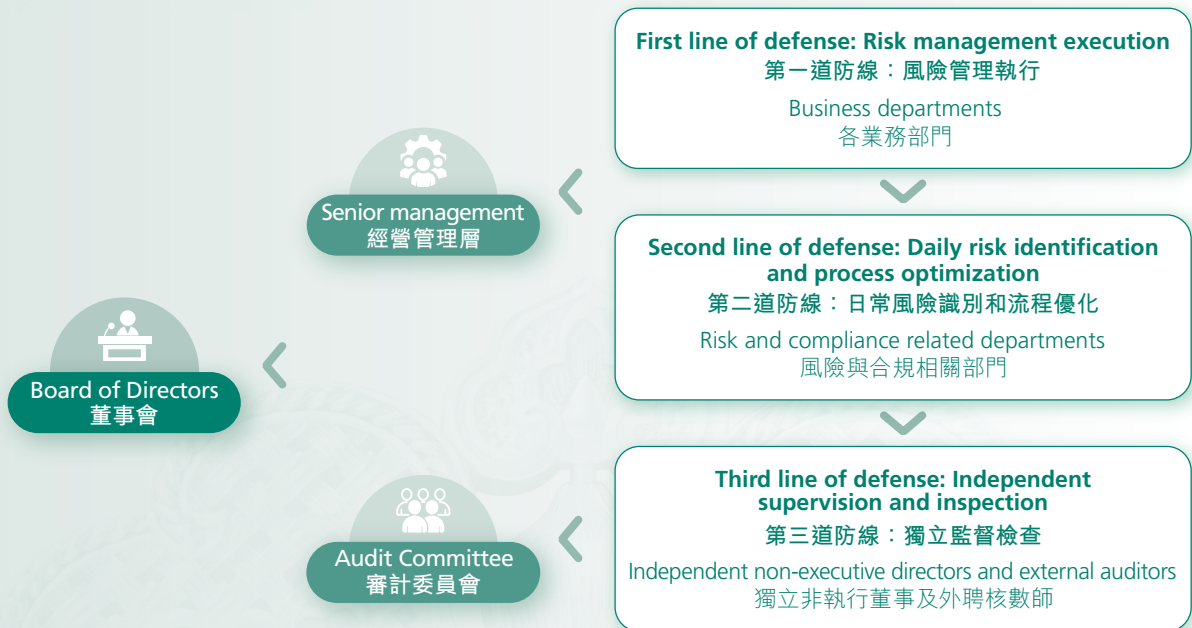 First line of defense: Risk management execution
第一道防線：風險管理執行
Business departments
各業務部門
Senior management
經營管理層
Second line of defense: Daily risk identification
and process optimization
第二道防線：日常風險識別和流程優化
Risk and compliance related departments
風險與合規相關部門
Board of Directors
董事會
Third line of defense: Independent
supervision and inspection
第三道防線：獨立監督檢查
Audit Committee
審計委員會
Independent non-executive directors and external auditors
獨立非執行董事及外聘核數師